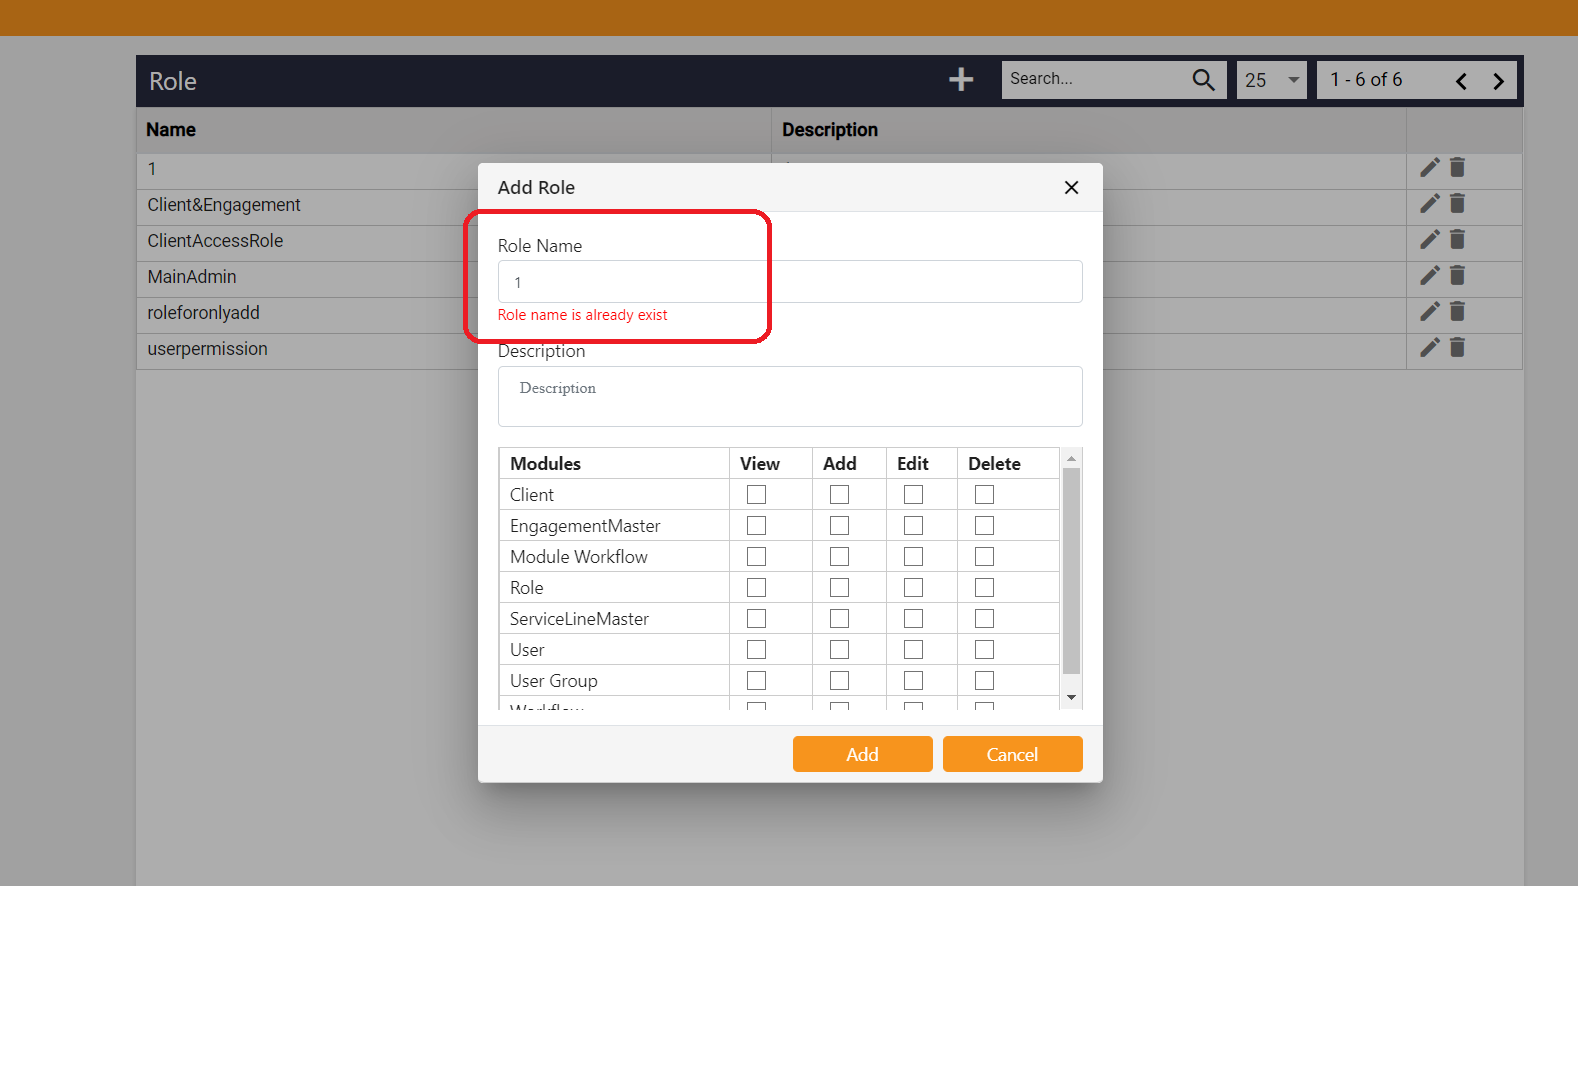 Role
Search...
25
1 - 6 of 6
Name Description
1
Client&Engagement
ClientAccessRole
MainAdmin
roleforonlyadd
userpermission
Add Role
Role Name
1
Role name is already exist
Description
Description
Modules View Add Edit Delete
Client
EngagementMaster
Module Workflow
Role
ServiceLineMaster
User
User Group
Workflow
Add Cancel